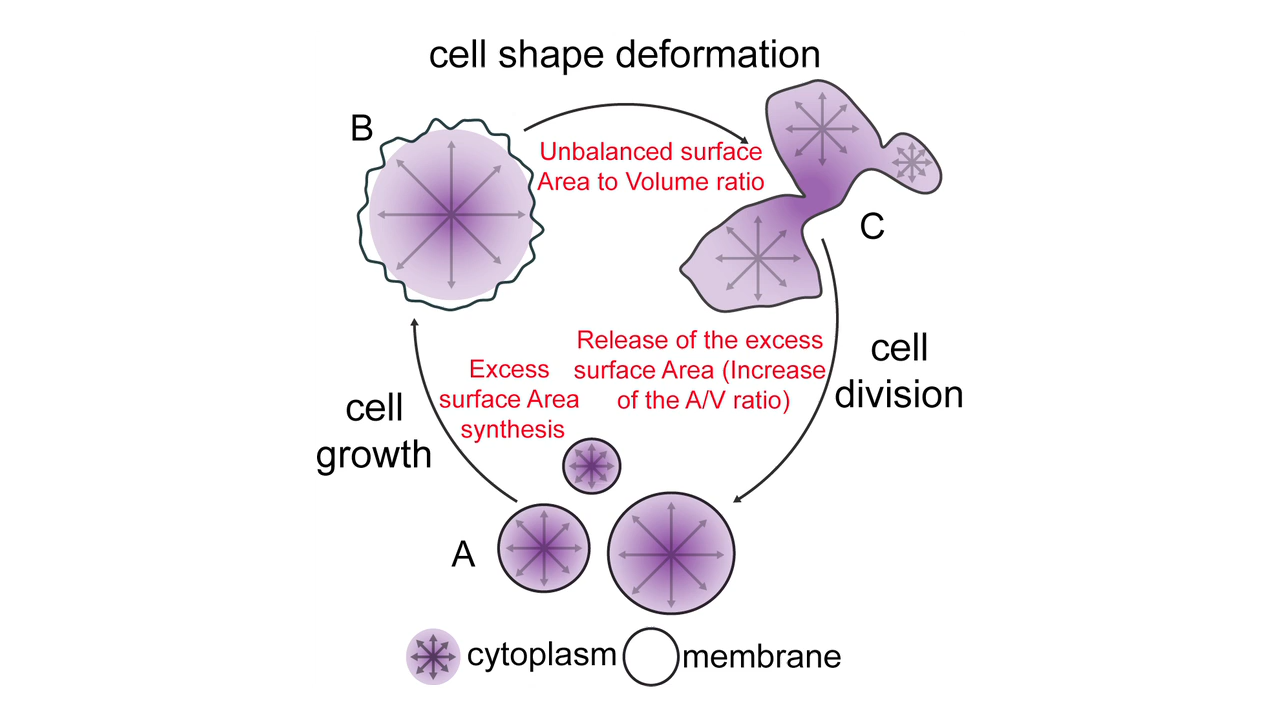 cell shape deformation
B
Unbalanced surface
Area to Volume ratio
C
Release of the excess
surface Area (Increase
of the A/V ratio)
cell
division
Excess
surface Area
synthesis
cell
growth
A
cytoplasm
membrane